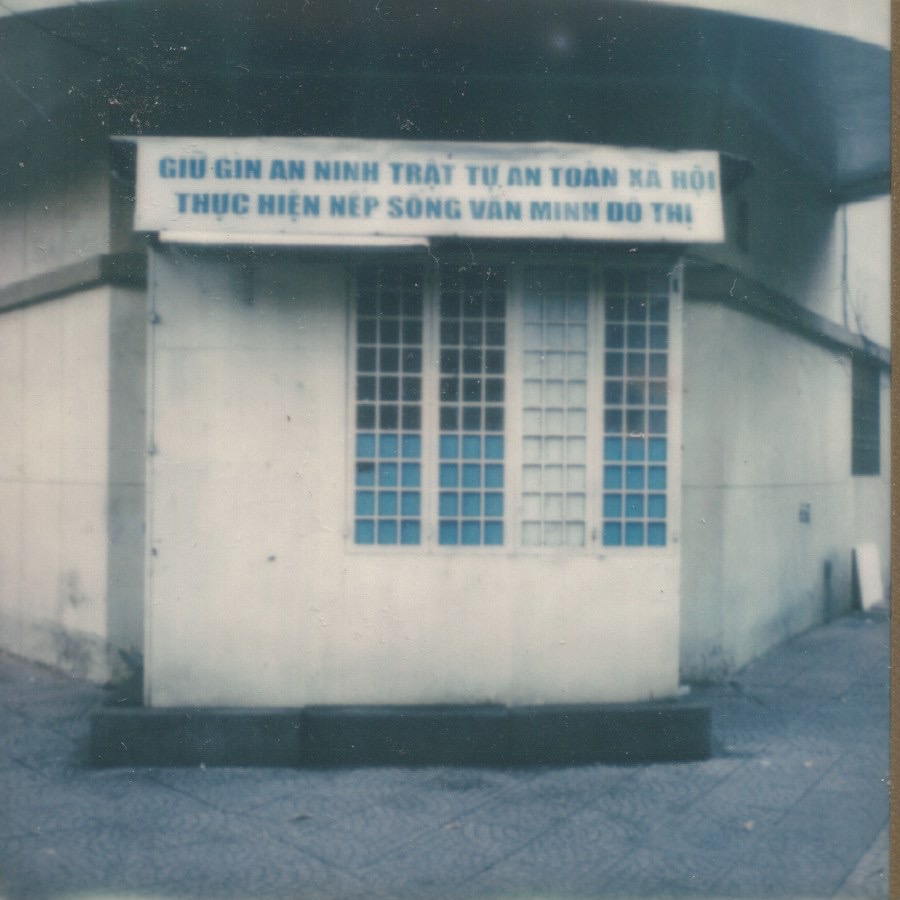 GIỮ GÌN AN NINH TRẬT TỰ AN TOÀN XÃ HỘI
THỰC HIỆN NẾP SỐNG VĂN MINH ĐÔ THỊ